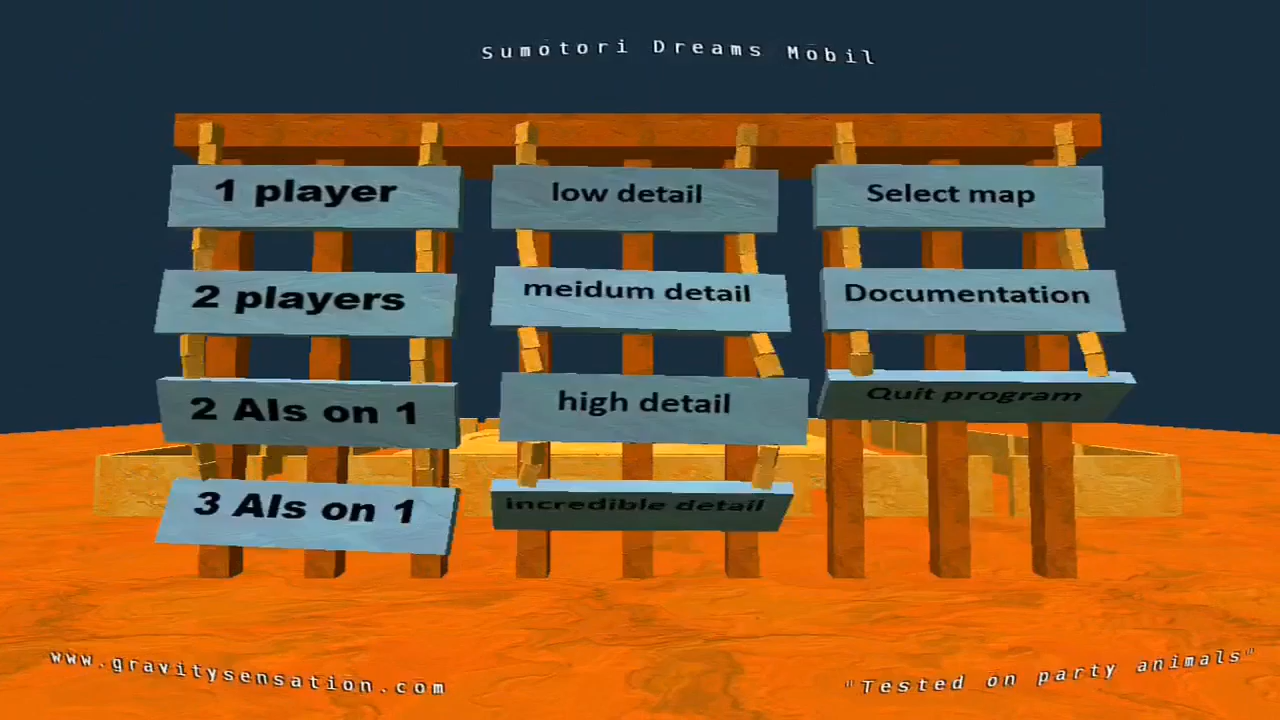 Sumotori Dreams Mobil
1 player
low detail
Select map
2 players
meidum detail
Documentation
2 AIs on 1
high detail
Quit program
3 AIs on 1
incredible detail
www.gravitysensation.com
"Tested on party animals"